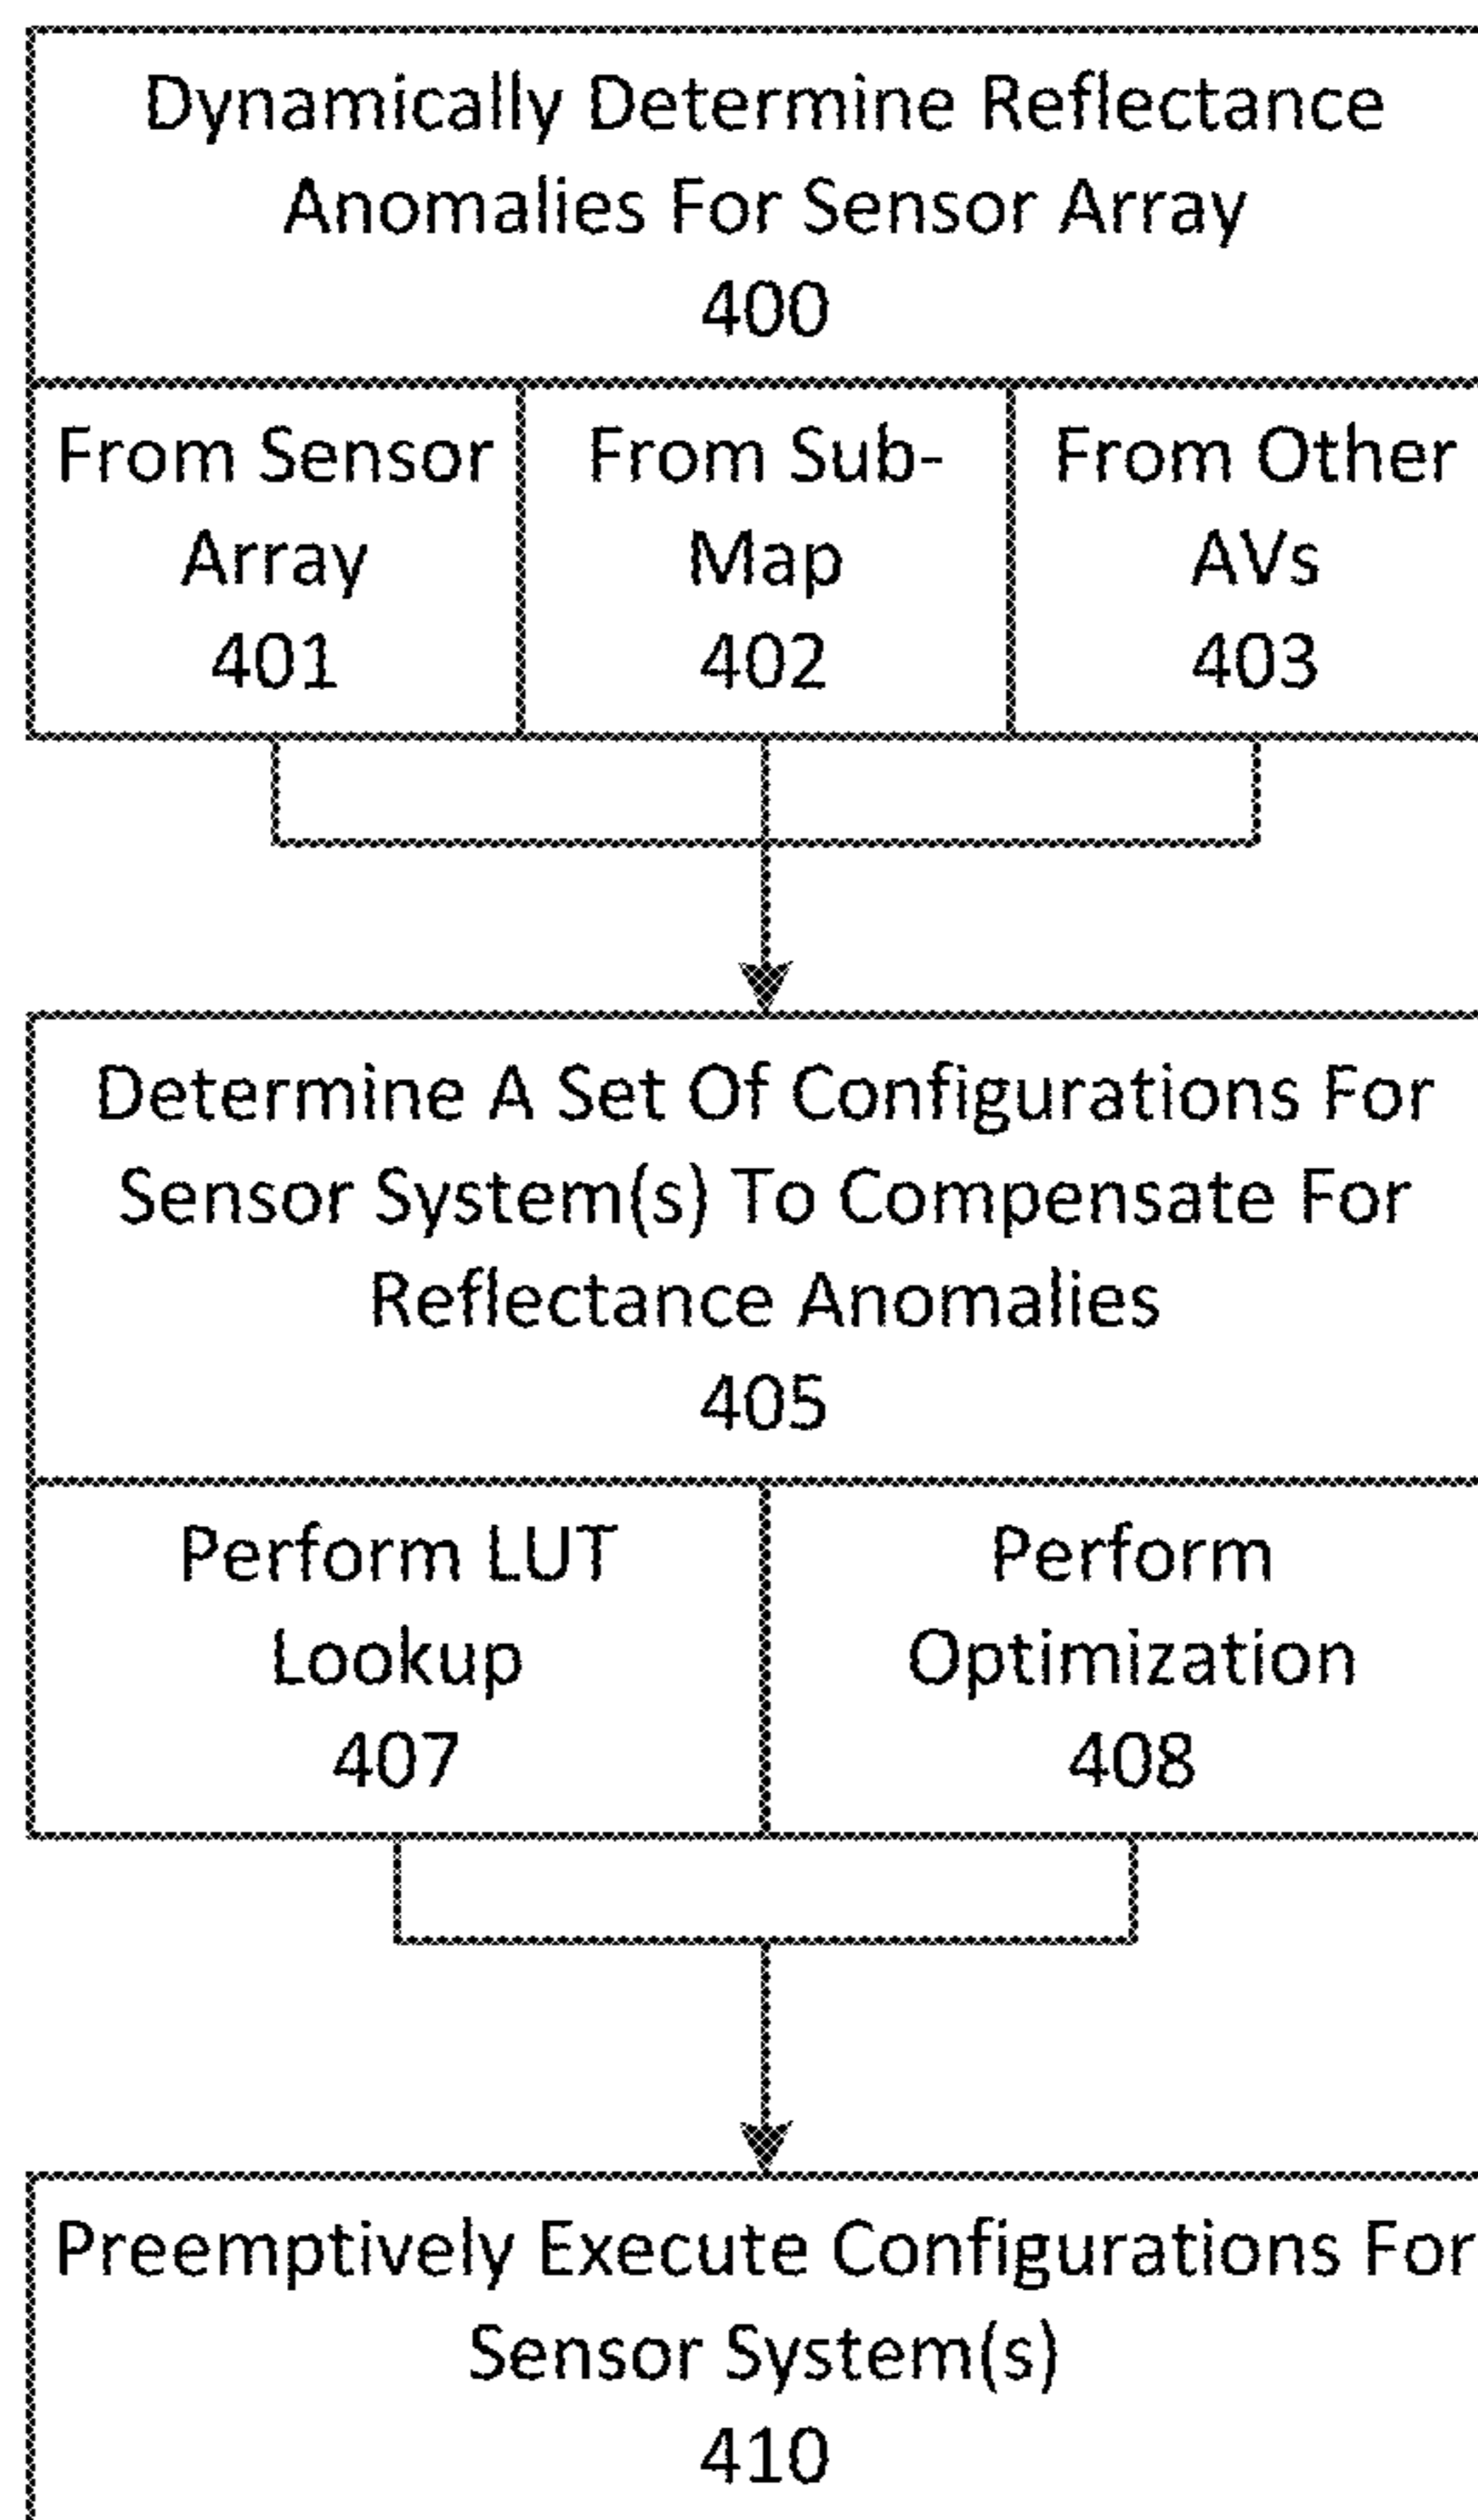 Dynamically Determine Reflectance
Anomalies For Sensor Array
400
From Sensor
Array
401
From Sub-
Map
402
From Other
AVs
403
Determine A Set Of Configurations For
Sensor System(s) To Compensate For
Reflectance Anomalies
405
Perform LUT
Lookup
407
Perform
Optimization
408
Preemptively Execute Configurations For
Sensor System(s)
410